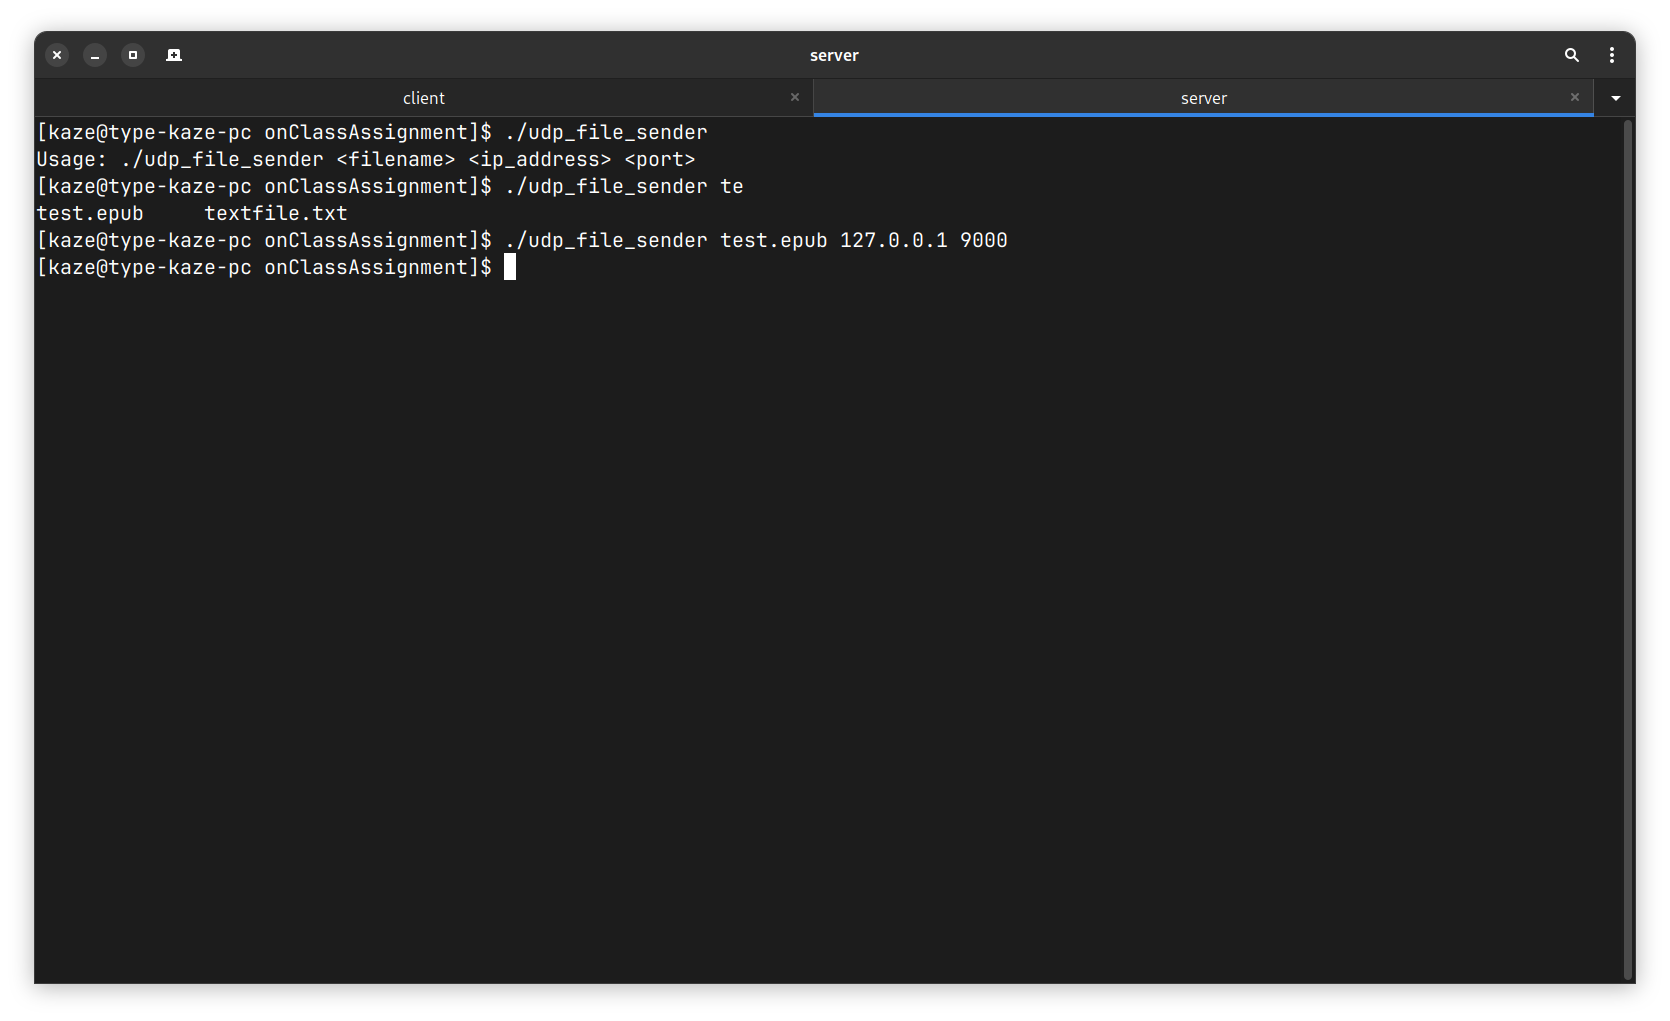 server
client
server
[kaze@type-kaze-pc onClassAssignment]$ ./udp_file_sender
Usage: ./udp_file_sender <filename> <ip_address> <port>
[kaze@type-kaze-pc onClassAssignment]$ ./udp_file_sender te
test.epub     textfile.txt
[kaze@type-kaze-pc onClassAssignment]$ ./udp_file_sender test.epub 127.0.0.1 9000
[kaze@type-kaze-pc onClassAssignment]$